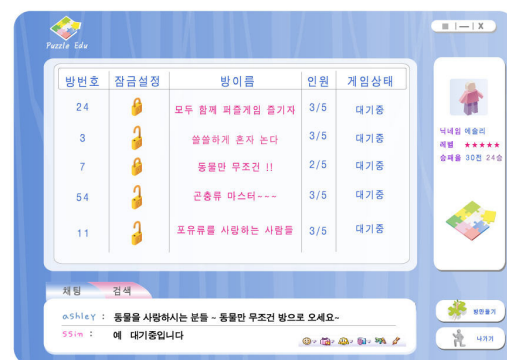 Puzzle Edu
방번호 잠금설정 방이름 인원 게임상태
24 모두 함께 퍼즐게임 즐기자 3/5 대기중
3 쓸쓸하게 혼자 논다 3/5 대기중
7 동물만 무조건 !! 2/5 대기중
54 곤충류 마스터~~~ 3/5 대기중
11 포유류를 사랑하는 사람들 3/5 대기중
닉네임 애슐리
레벨 ★★★★★
승패율 30전 24승
채팅 검색
ashley : 동물을 사랑하시는 분들 ~ 동물만 무조건 방으로 오세요~
ssin : 예 대기중입니다
방만들기
나가기